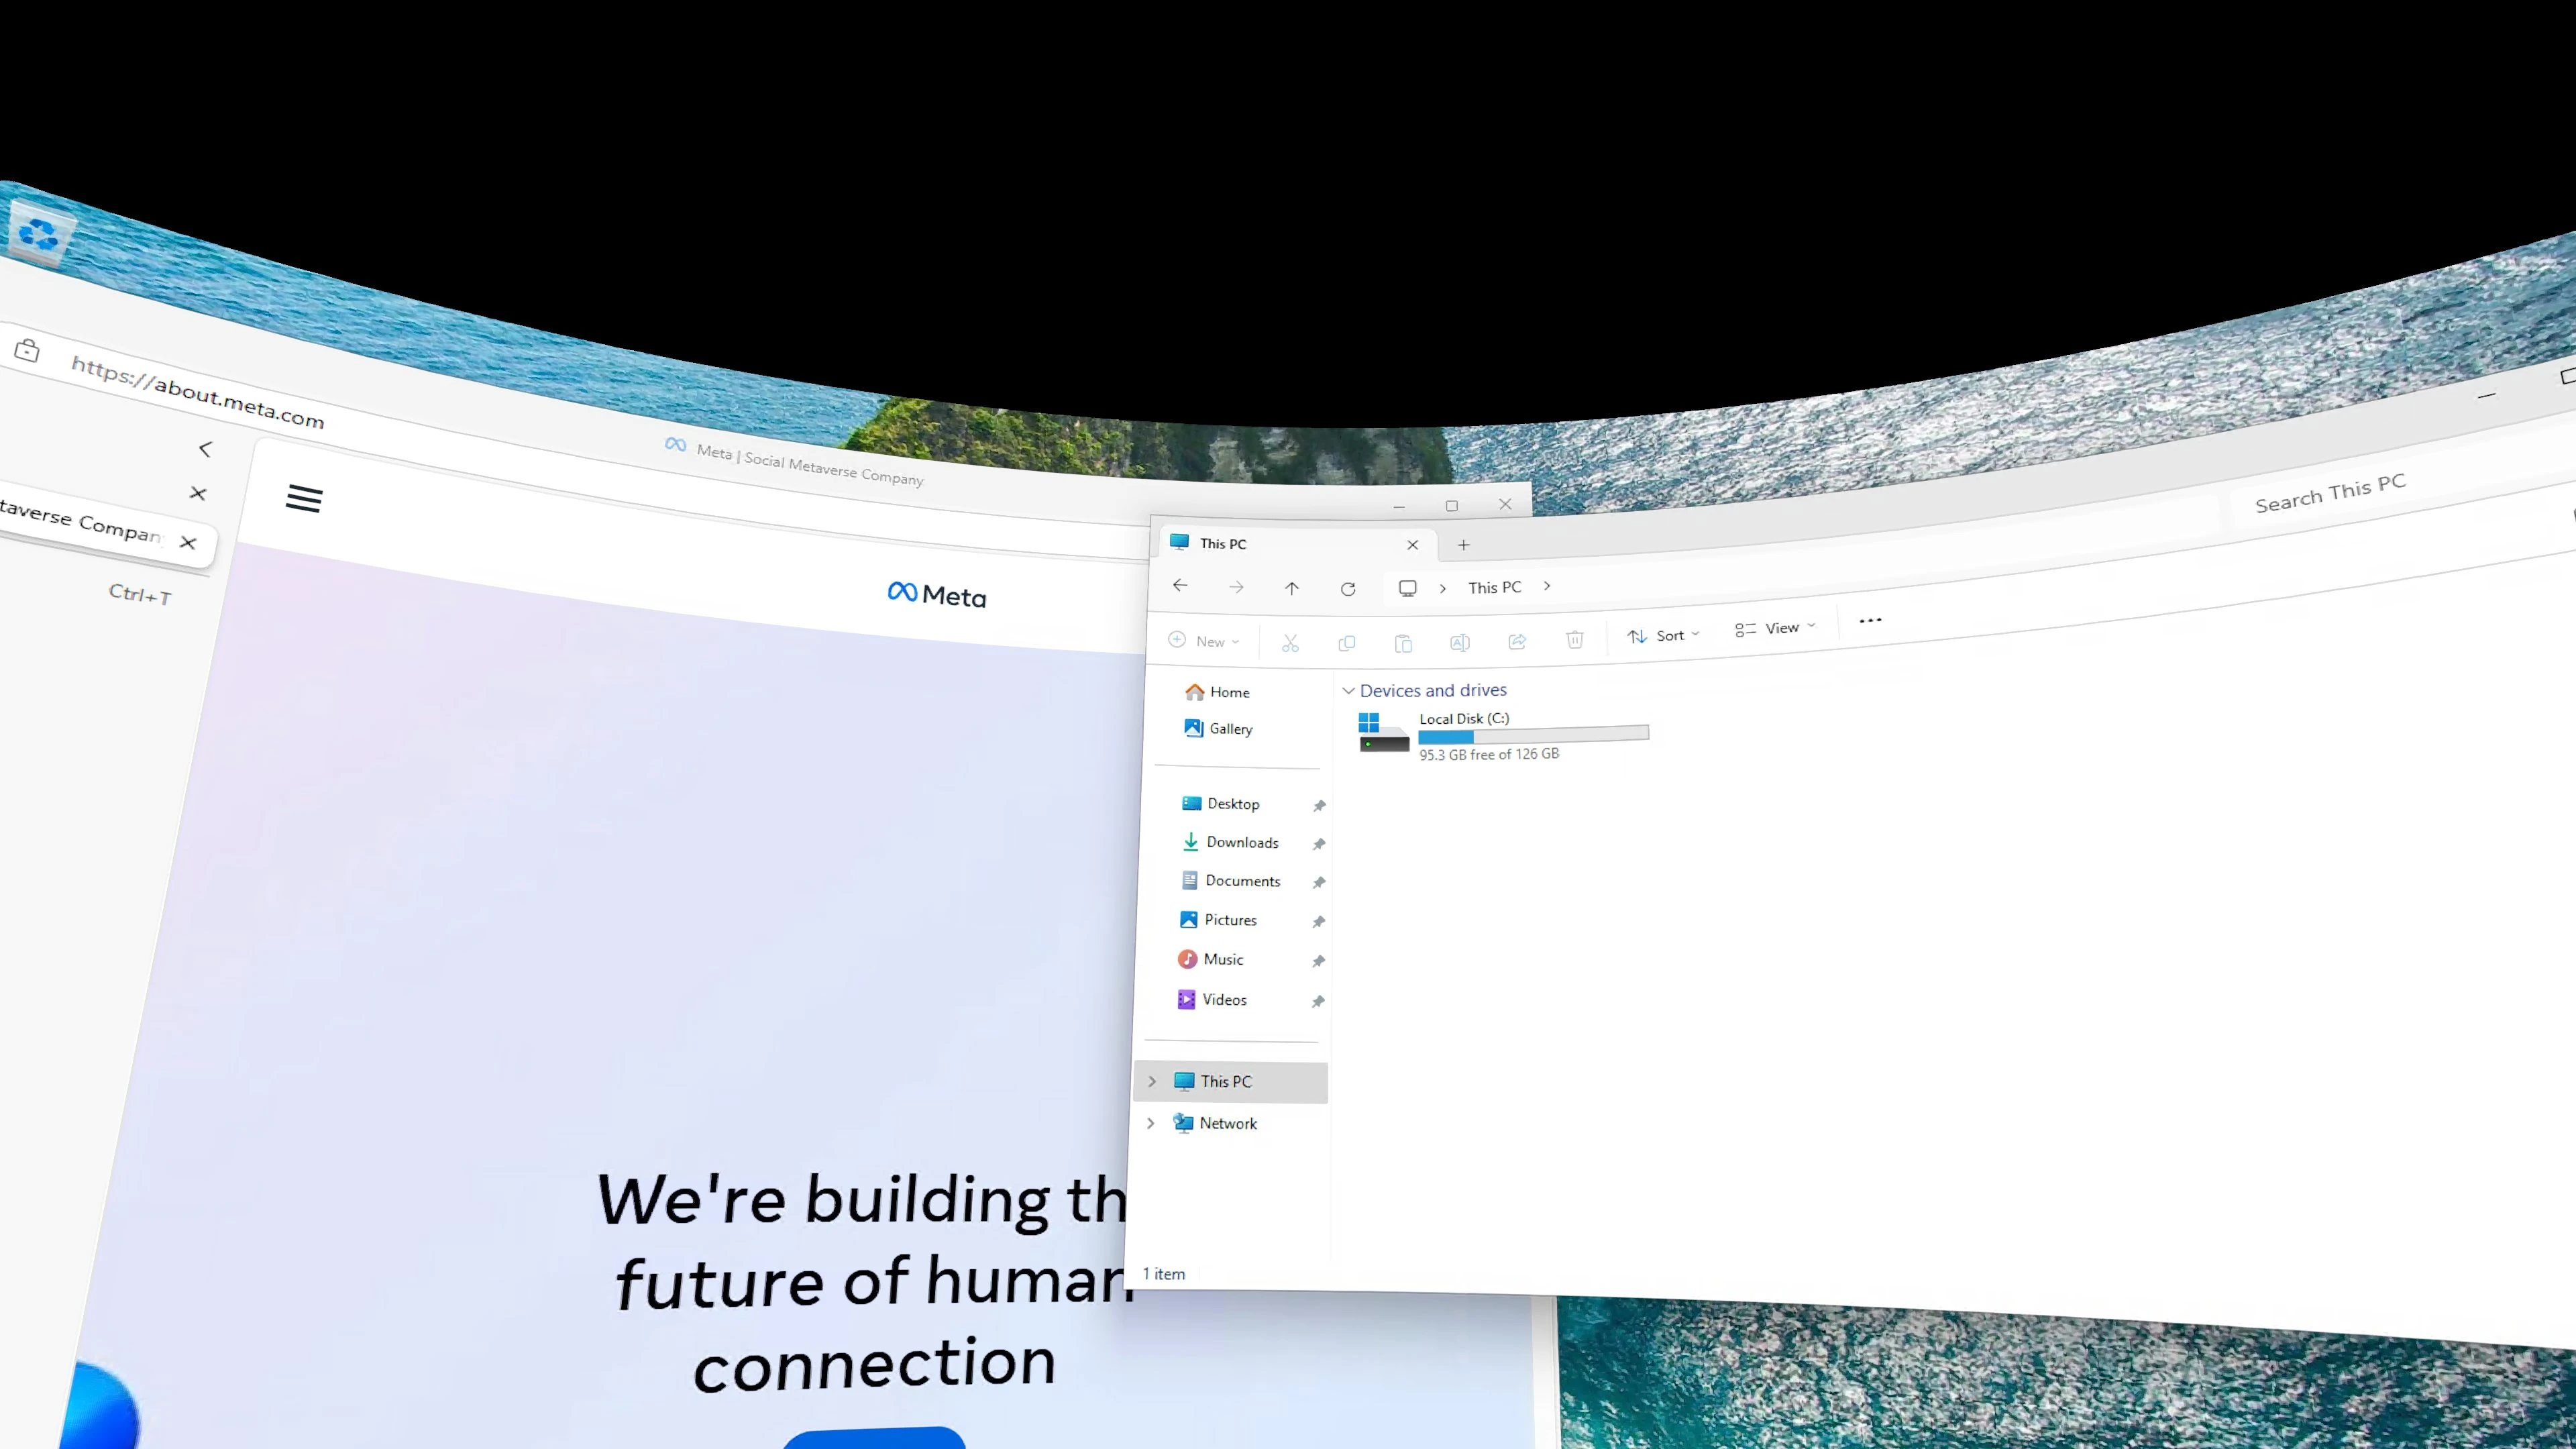 https://about.meta.com
Meta | Social Metaverse Company
taverse Compan
Ctrl+T
Meta
We're building th
future of human
connection
This PC
This PC
Search This PC
New
Sort
View
Home
Gallery
Desktop
Downloads
Documents
Pictures
Music
Videos
This PC
Network
Devices and drives
Local Disk (C:)
95.3 GB free of 126 GB
1 item